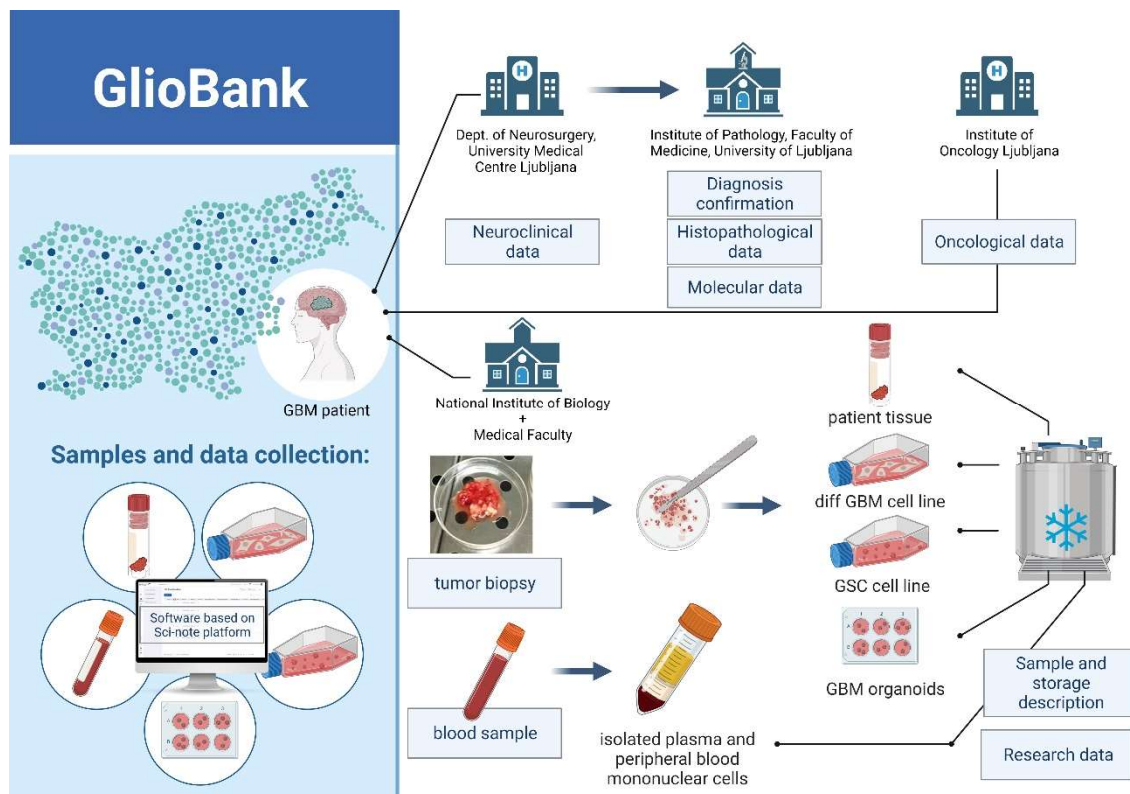 GlioBank
GBM patient
Samples and data collection:
Software based on
Sci-note platform
Dept. of Neurosurgery,
University Medical
Centre Ljubljana
Institute of Pathology, Faculty of
Medicine, University of Ljubljana
Institute of
Oncology Ljubljana
Neuroclinical
data
Diagnosis
confirmation
Histopathological
data
Molecular data
Oncological data
National Institute of Biology
+
Medical Faculty
tumor biopsy
blood sample
isolated plasma and
peripheral blood
mononuclear cells
patient tissue
diff GBM cell line
GSC cell line
GBM organoids
Sample and
storage
description
Research data